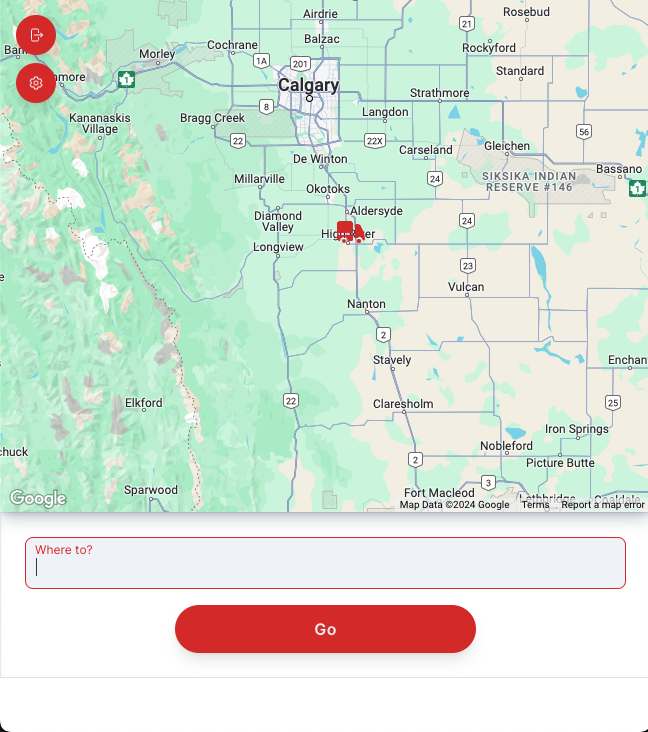 Airdrie
Rosebud
21
Balzac
Cochrane
Rockyford
Morley
1A
201
Standard
1
Calgary
Strathmore
8
Langdon
Kananaskis
Village
Bragg Creek
56
22
22X
Carseland
Gleichen
De Winton
Bassano
SIKSIKA INDIAN
RESERVE #146
Millarville
24
1
Okotoks
Diamond
Valley
Aldersyde
24
High River
Longview
23
Vulcan
Nanton
2
Stavely
Enchan
22
Elkford
Claresholm
25
Iron Springs
Nobleford
2
Picture Butte
3
Sparwood
Fort Macleod
Lethbridge
Coaldale
Google
Map Data ©2024 Google
Terms
Report a map error
Where to?
Go